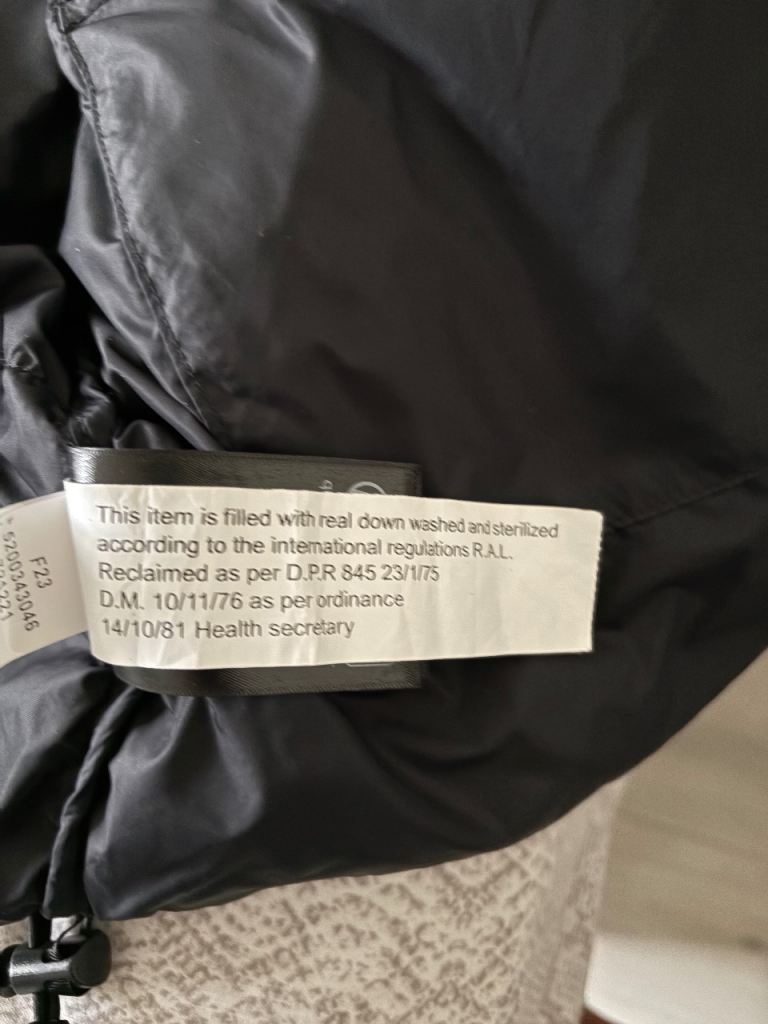 This item is filled with real down washed and sterilized
according to the international regulations R.A.L.
Reclaimed as per D.P.R 845 23/1/75
D.M. 10/11/76 as per ordinance
14/10/81 Health secretary
F23
5200343046